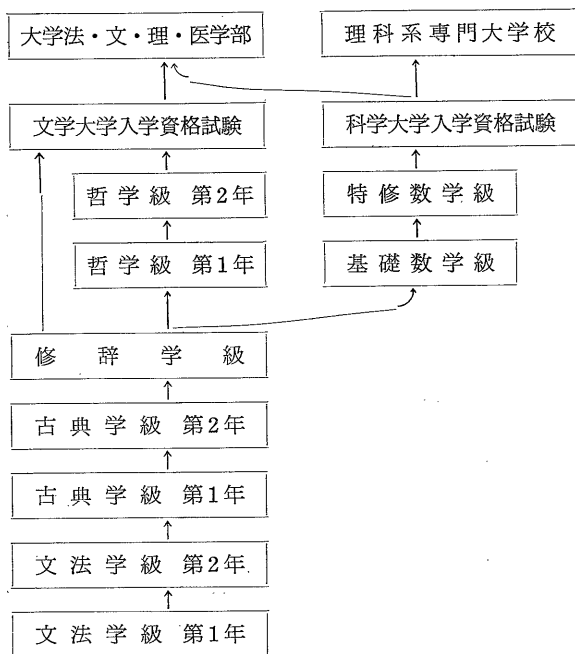 大学法・文・理・医学部
理科系専門大学校
文学大学入学資格試験
科学大学入学資格試験
哲学級 第2年
特修数学級
哲学級 第1年
基礎数学級
修辞学級
古典学級 第2年
古典学級 第1年
文法学級 第2年
文法学級 第1年